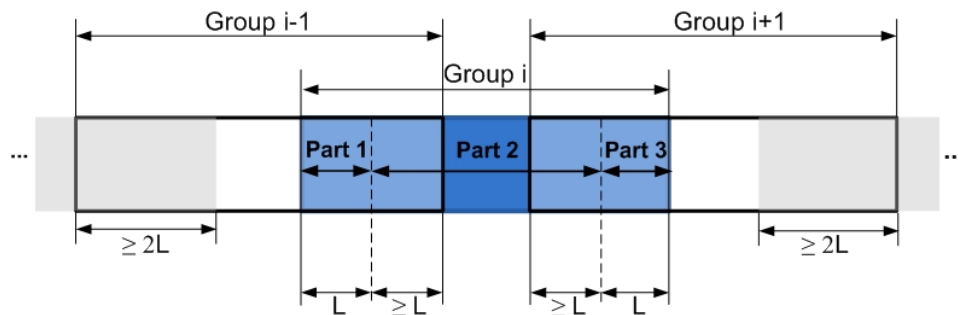 Group i-1
Group i+1
Group i
Part 1
Part 2
Part 3
...
..
≥ 2L
≥ 2L
L
≥ L
≥ L
L